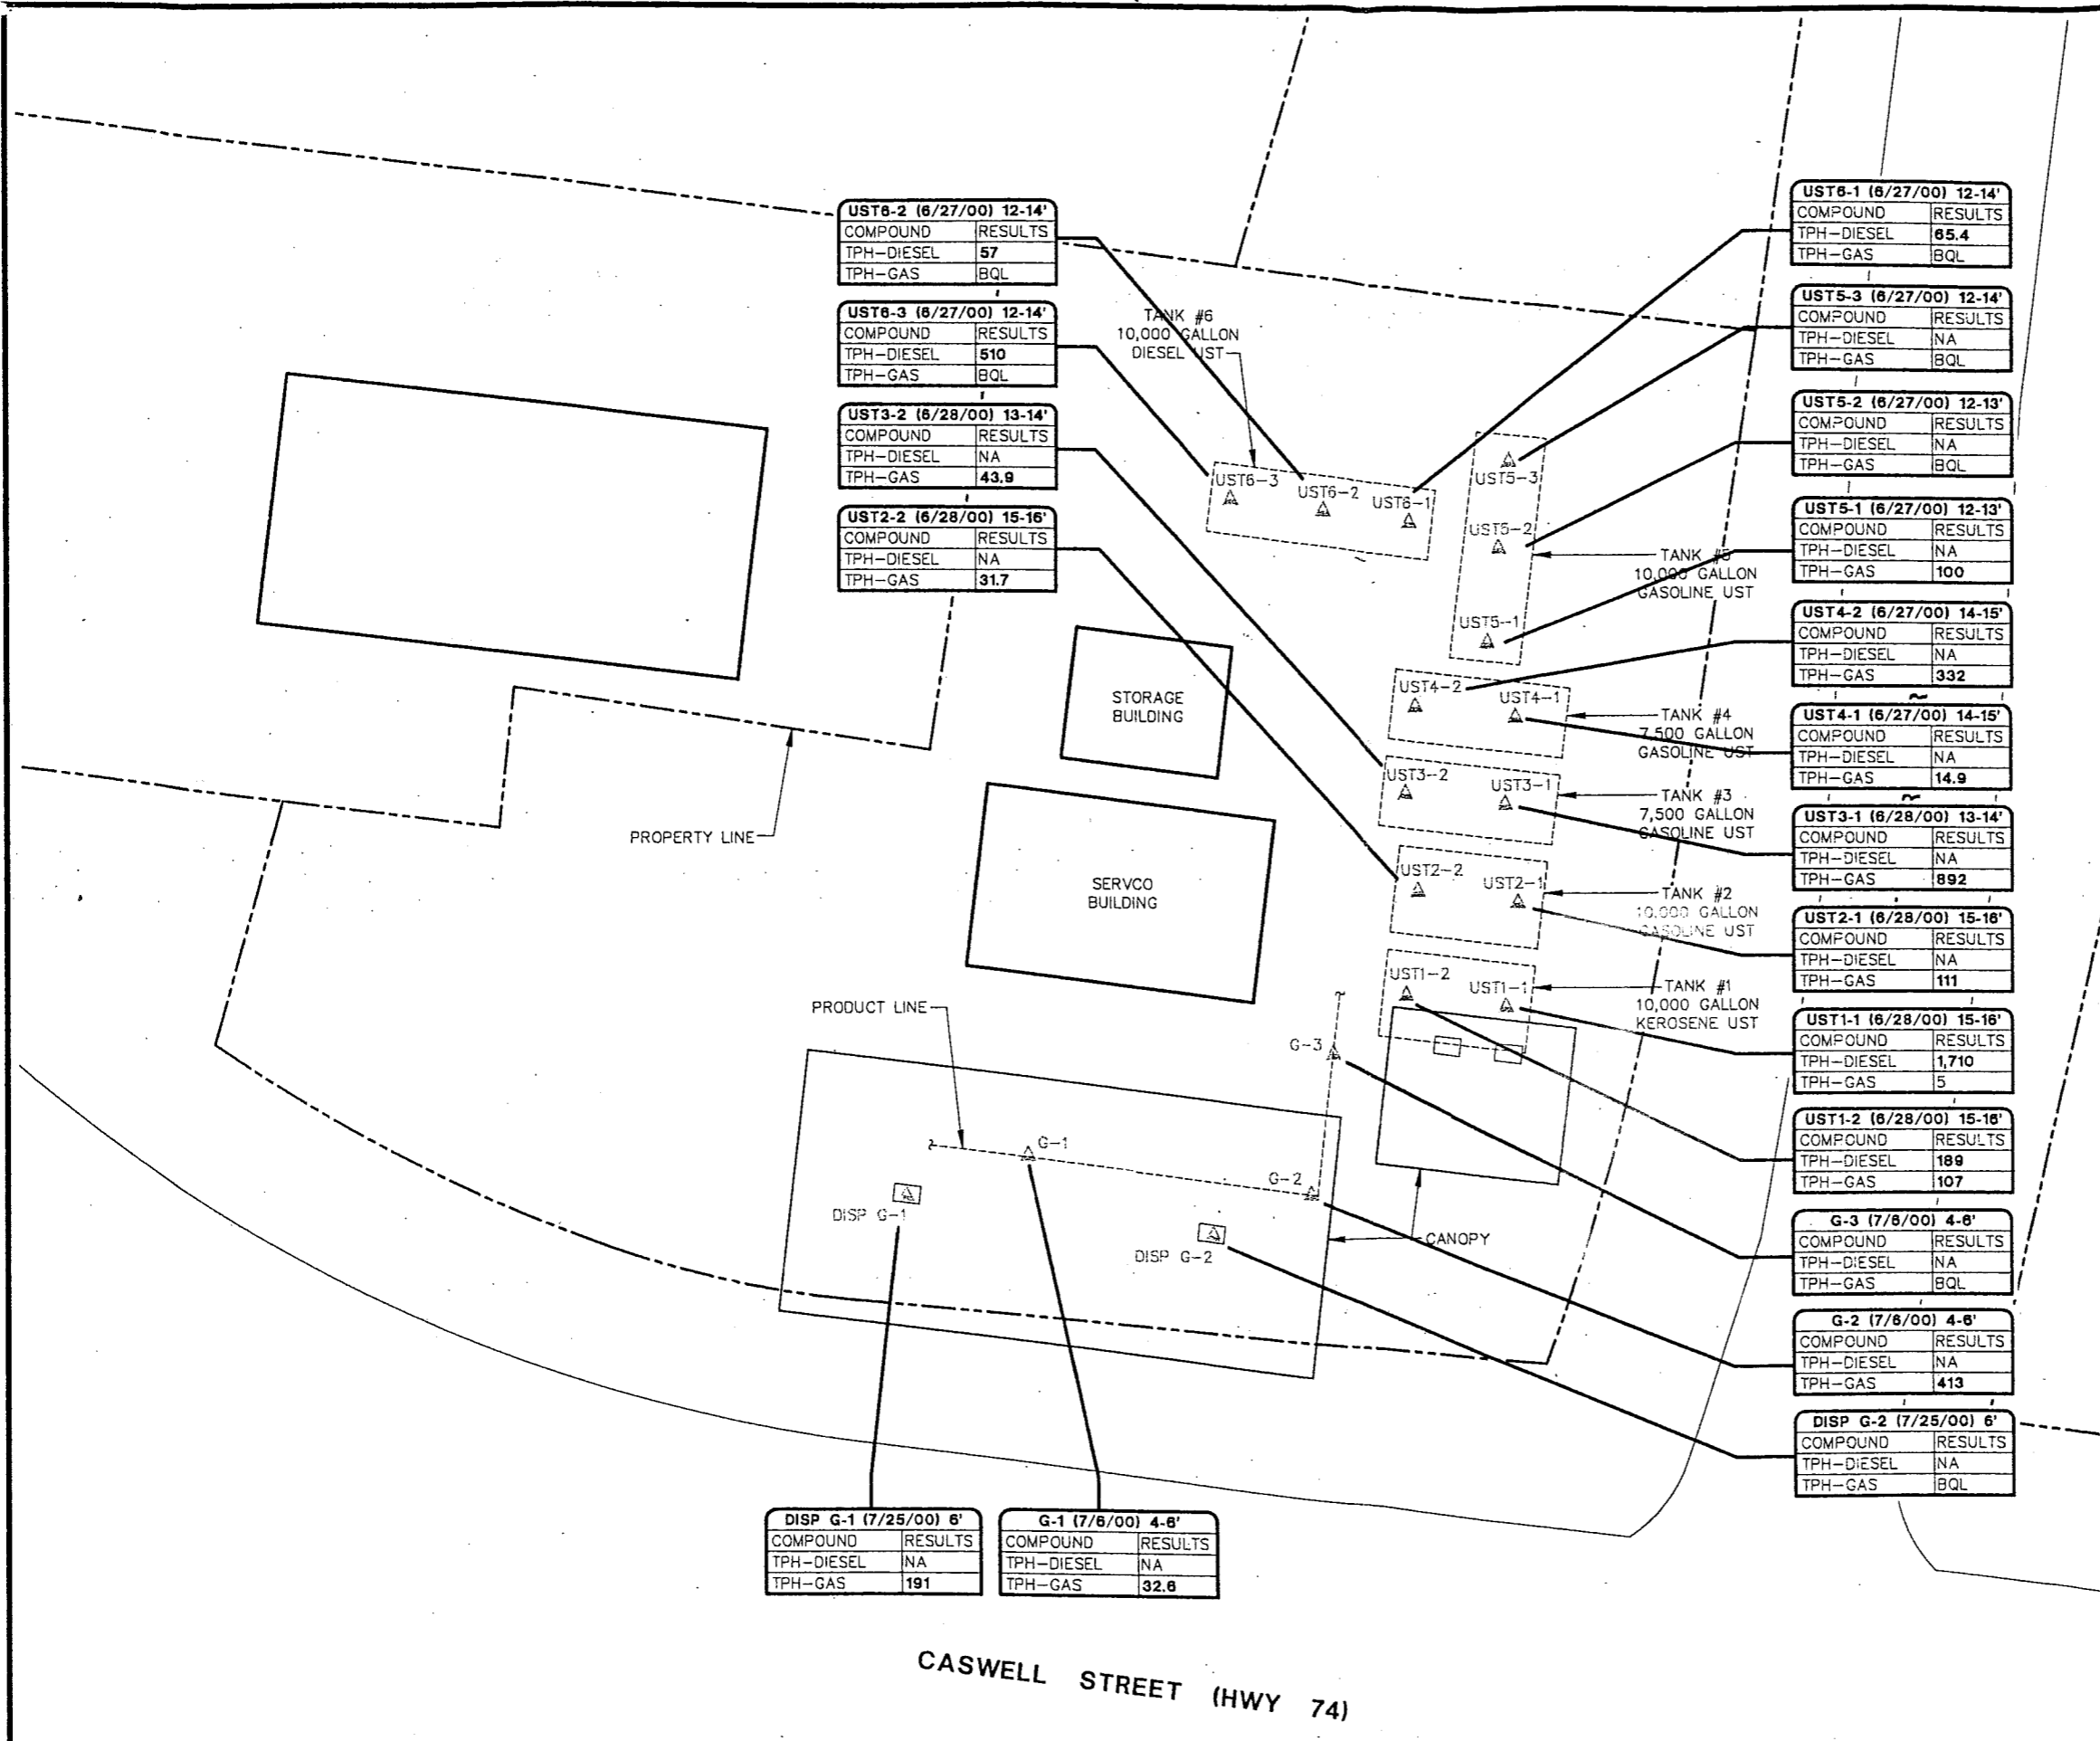 UST6-2 (6/27/00) 12-14'
COMPOUND RESULTS
TPH-DIESEL 57
TPH-GAS BQL
UST6-3 (6/27/00) 12-14'
COMPOUND RESULTS
TPH-DIESEL 510
TPH-GAS BQL
UST3-2 (6/28/00) 13-14'
COMPOUND RESULTS
TPH-DIESEL NA
TPH-GAS 43.9
UST2-2 (6/28/00) 15-16'
COMPOUND RESULTS
TPH-DIESEL NA
TPH-GAS 31.7
TANK #6
10,000 GALLON
DIESEL UST
UST6-3
UST6-2
UST6-1
UST5-3
UST5-2
UST5-1
TANK #5
10,000 GALLON
GASOLINE UST
UST4-2
UST4-1
TANK #4
7,500 GALLON
GASOLINE UST
UST3-2
UST3-1
TANK #3
7,500 GALLON
GASOLINE UST
UST2-2
UST2-1
TANK #2
10,000 GALLON
GASOLINE UST
UST1-2
UST1-1
TANK #1
10,000 GALLON
KEROSENE UST
STORAGE
BUILDING
PROPERTY LINE
SERVCO
BUILDING
PRODUCT LINE
G-3
G-1
G-2
DISP G-1
DISP G-2
CANOPY
UST6-1 (6/27/00) 12-14'
COMPOUND RESULTS
TPH-DIESEL 65.4
TPH-GAS BQL
UST5-3 (6/27/00) 12-14'
COMPOUND RESULTS
TPH-DIESEL NA
TPH-GAS BQL
UST5-2 (6/27/00) 12-13'
COMPOUND RESULTS
TPH-DIESEL NA
TPH-GAS BQL
UST5-1 (6/27/00) 12-13'
COMPOUND RESULTS
TPH-DIESEL NA
TPH-GAS 100
UST4-2 (6/27/00) 14-15'
COMPOUND RESULTS
TPH-DIESEL NA
TPH-GAS 332
UST4-1 (6/27/00) 14-15'
COMPOUND RESULTS
TPH-DIESEL NA
TPH-GAS 14.9
UST3-1 (6/28/00) 13-14'
COMPOUND RESULTS
TPH-DIESEL NA
TPH-GAS 892
UST2-1 (6/28/00) 15-16'
COMPOUND RESULTS
TPH-DIESEL NA
TPH-GAS 111
UST1-1 (6/28/00) 15-16'
COMPOUND RESULTS
TPH-DIESEL 1,710
TPH-GAS 5
UST1-2 (6/28/00) 15-16'
COMPOUND RESULTS
TPH-DIESEL 189
TPH-GAS 107
G-3 (7/6/00) 4-6'
COMPOUND RESULTS
TPH-DIESEL NA
TPH-GAS BQL
G-2 (7/6/00) 4-6'
COMPOUND RESULTS
TPH-DIESEL NA
TPH-GAS 413
DISP G-2 (7/25/00) 6'
COMPOUND RESULTS
TPH-DIESEL NA
TPH-GAS BQL
DISP G-1 (7/25/00) 6'
COMPOUND RESULTS
TPH-DIESEL NA
TPH-GAS 191
G-1 (7/6/00) 4-6'
COMPOUND RESULTS
TPH-DIESEL NA
TPH-GAS 32.6
CASWELL STREET (HWY 74)